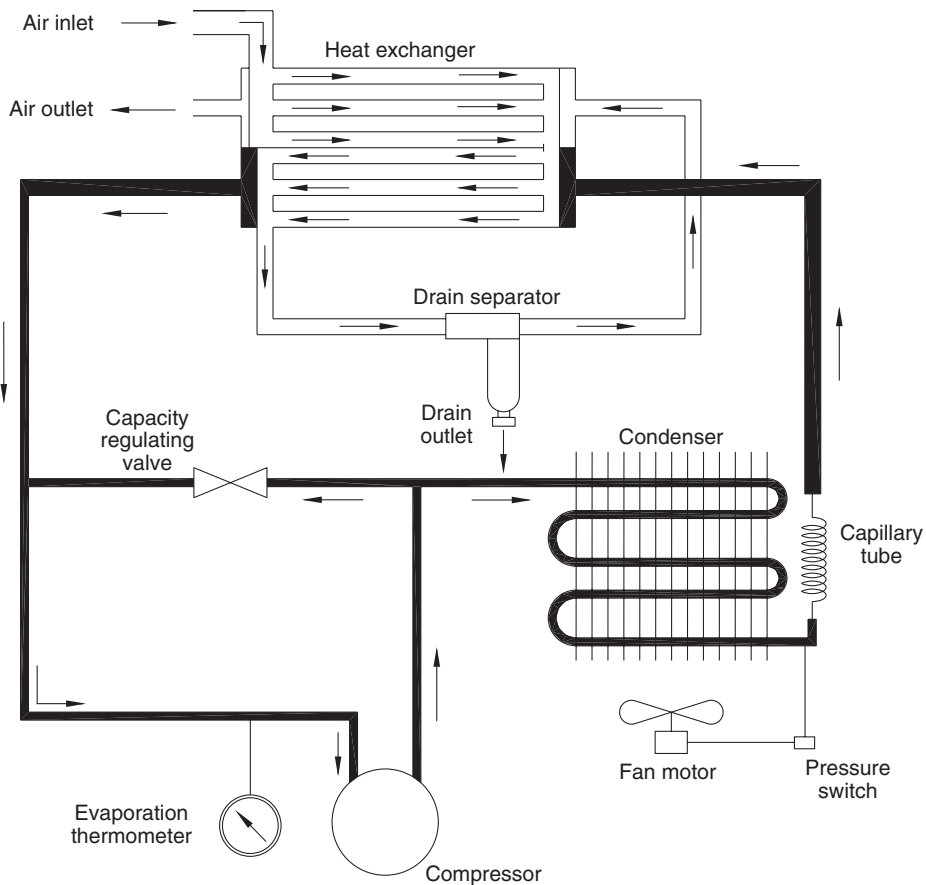 Air inlet
Heat exchanger
Air outlet
Drain separator
Capacity
regulating
valve
Drain
outlet
Condenser
Capillary
tube
Fan motor
Pressure
switch
Evaporation
thermometer
Compressor